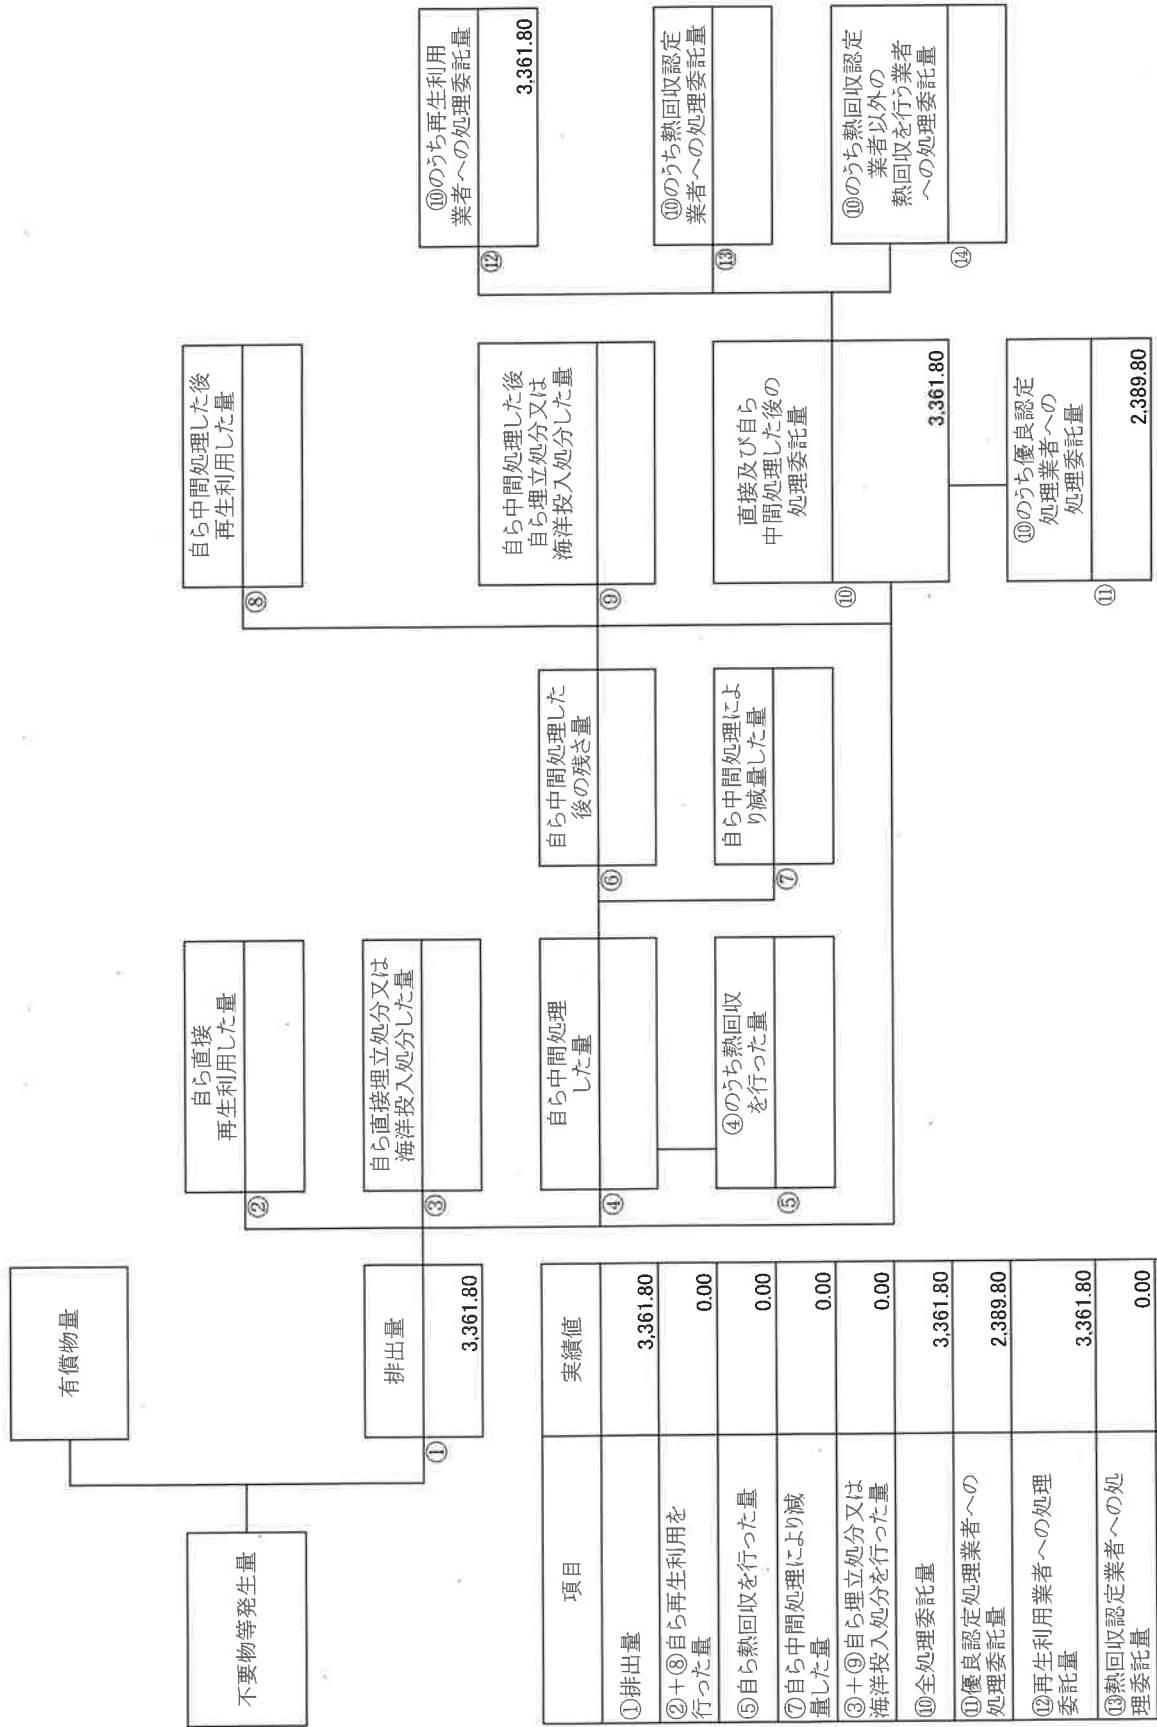 不要物等発生量
有償物量
①
排出量
3,361.80
②
自ら直接
再生利用した量
③
自ら直接埋立処分又は
海洋投入処分した量
④
自ら中間処理
した量
⑤
④のうち熱回収
を行った量
⑥
自ら中間処理した
後の残さ量
⑦
自ら中間処理によ
り減量した量
⑧
自ら中間処理した後
再生利用した量
⑨
自ら中間処理した後
自ら埋立処分又は
海洋投入処分した量
⑩
直接及び自ら
中間処理した後の
処理委託量
3,361.80
⑪
⑩のうち優良認定
処理業者への
処理委託量
2,389.80
⑫
⑩のうち再生利用
業者への処理委託量
3,361.80
⑬
⑩のうち熱回収認定
業者への処理委託量
⑭
⑩のうち熱回収認定
業者以外の
熱回収を行う業者
への処理委託量
項目 実績値
①排出量 3,361.80
②+⑧自ら再生利用を
行った量 0.00
⑤自ら熱回収を行った量 0.00
⑦自ら中間処理により減
量した量 0.00
③+⑨自ら埋立処分又は
海洋投入処分を行った量 0.00
⑩全処理委託量 3,361.80
⑪優良認定処理業者への
処理委託量 2,389.80
⑫再生利用業者への処理
委託量 3,361.80
⑬熱回収認定業者への処
理委託量 0.00